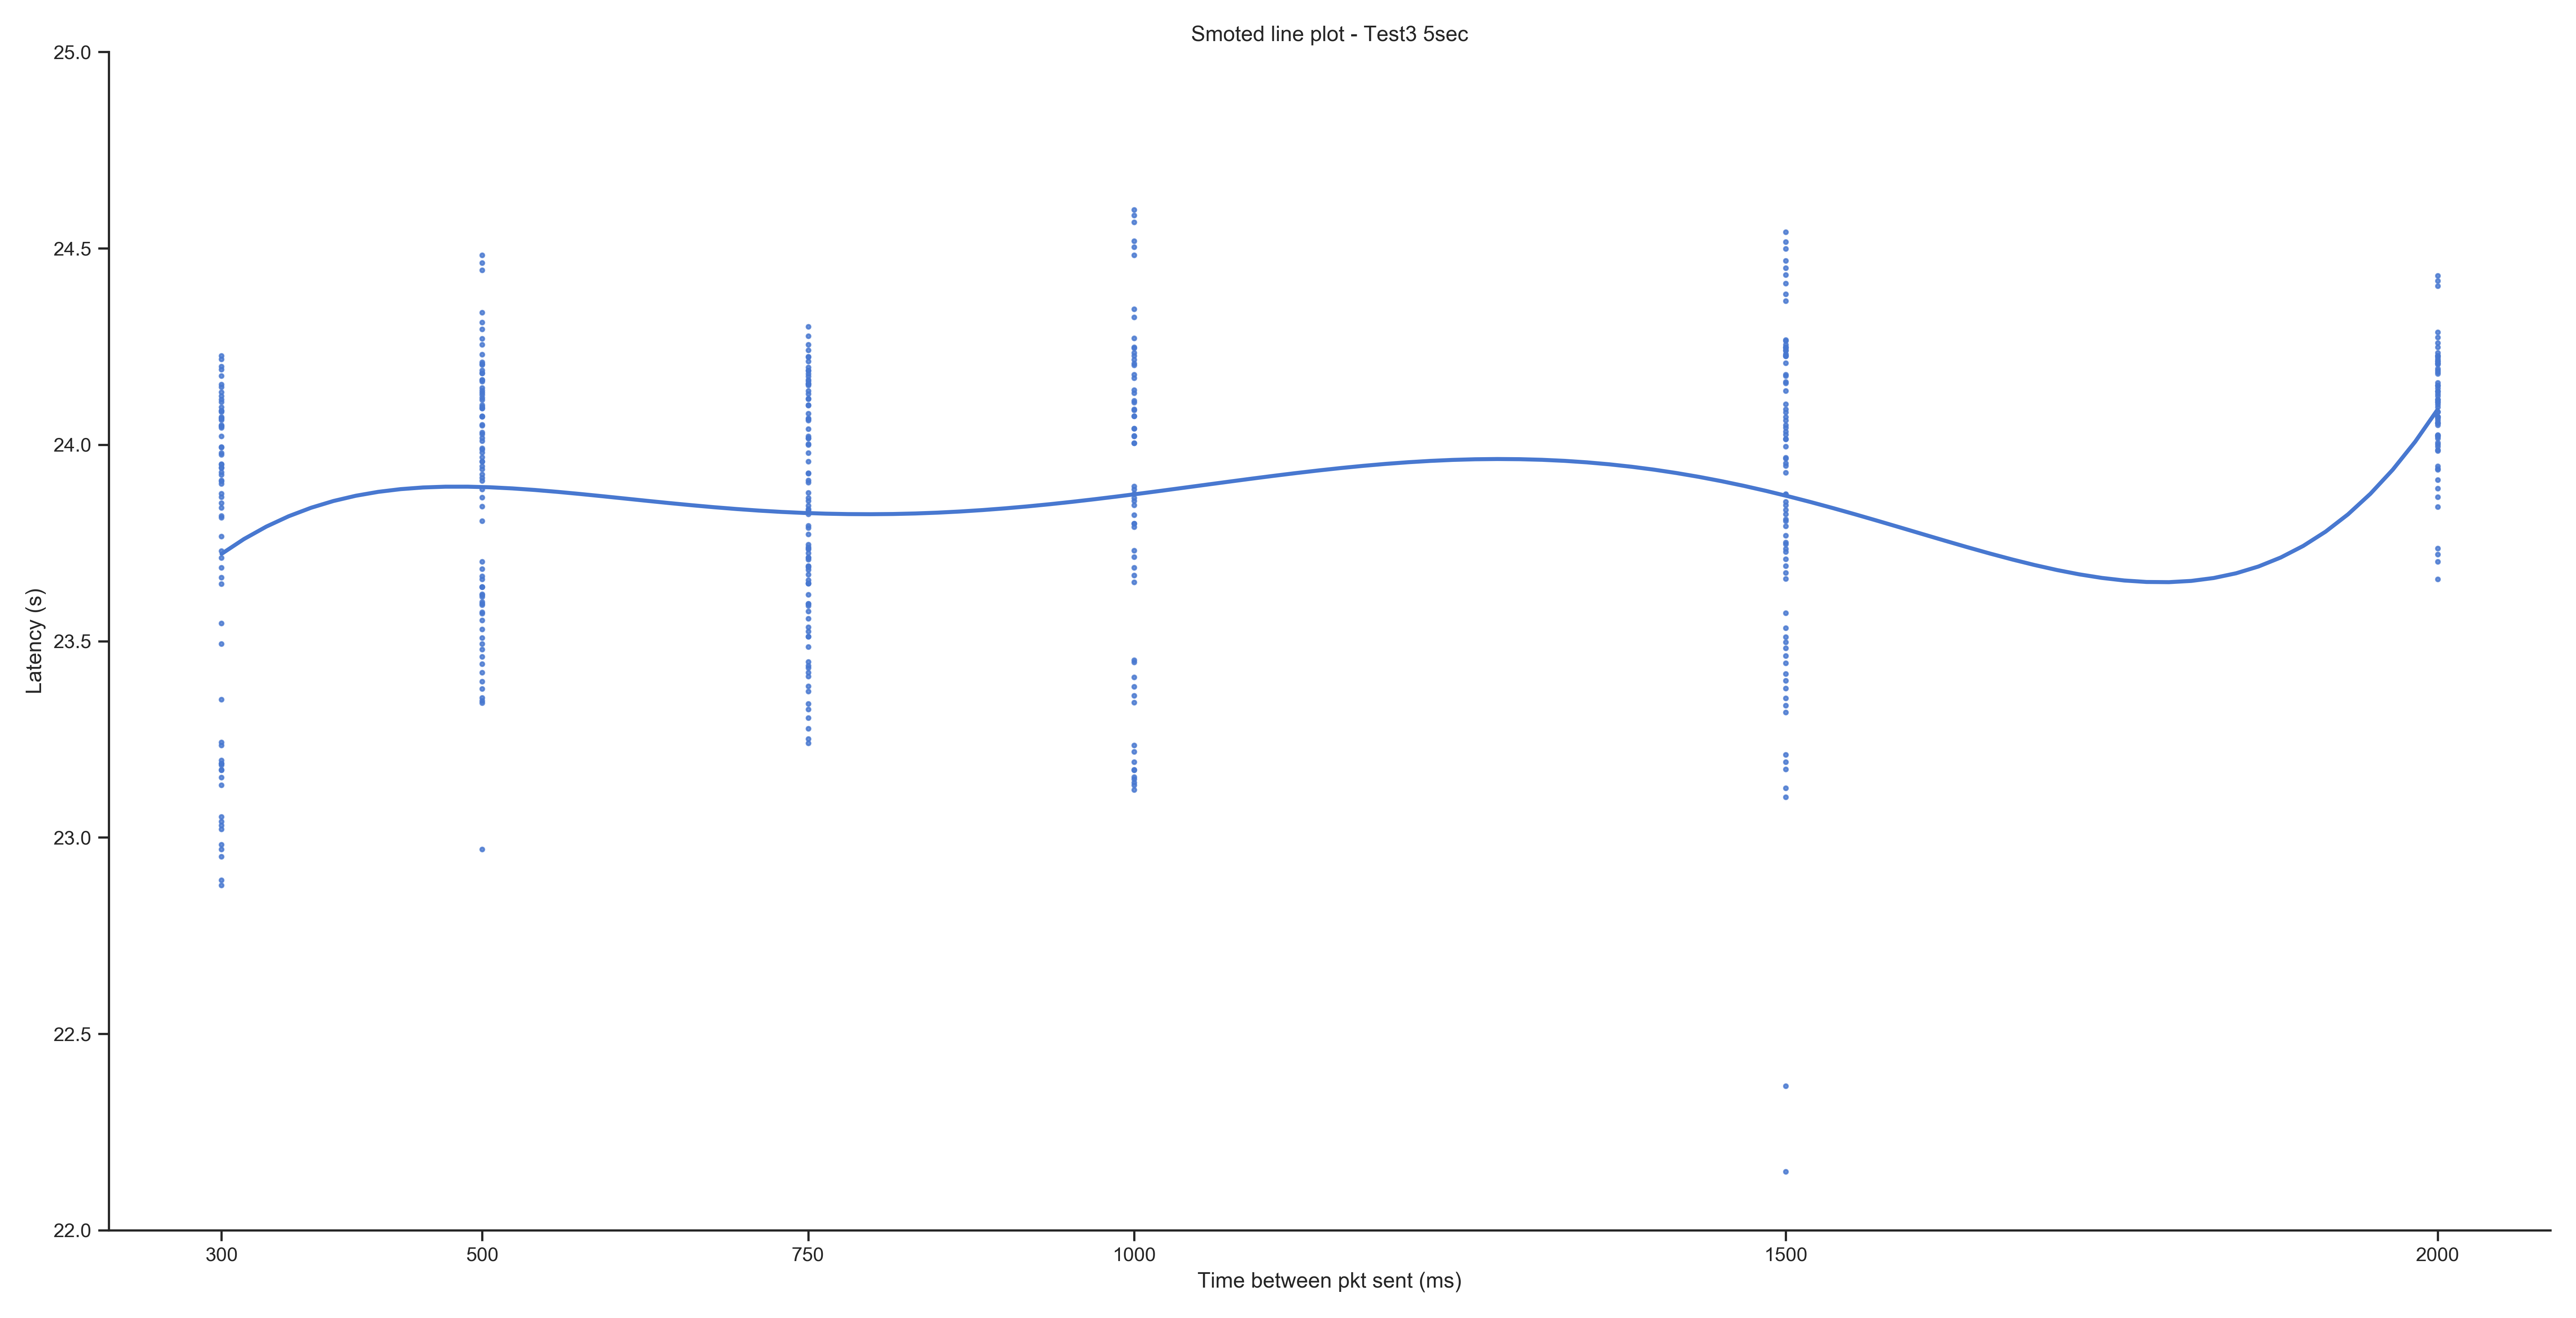 Smoted line plot - Test3 5sec
25.0
24.5
24.0
23.5
23.0
22.5
22.0
Latency (s)
300 500 750 1000 1500 2000
Time between pkt sent (ms)